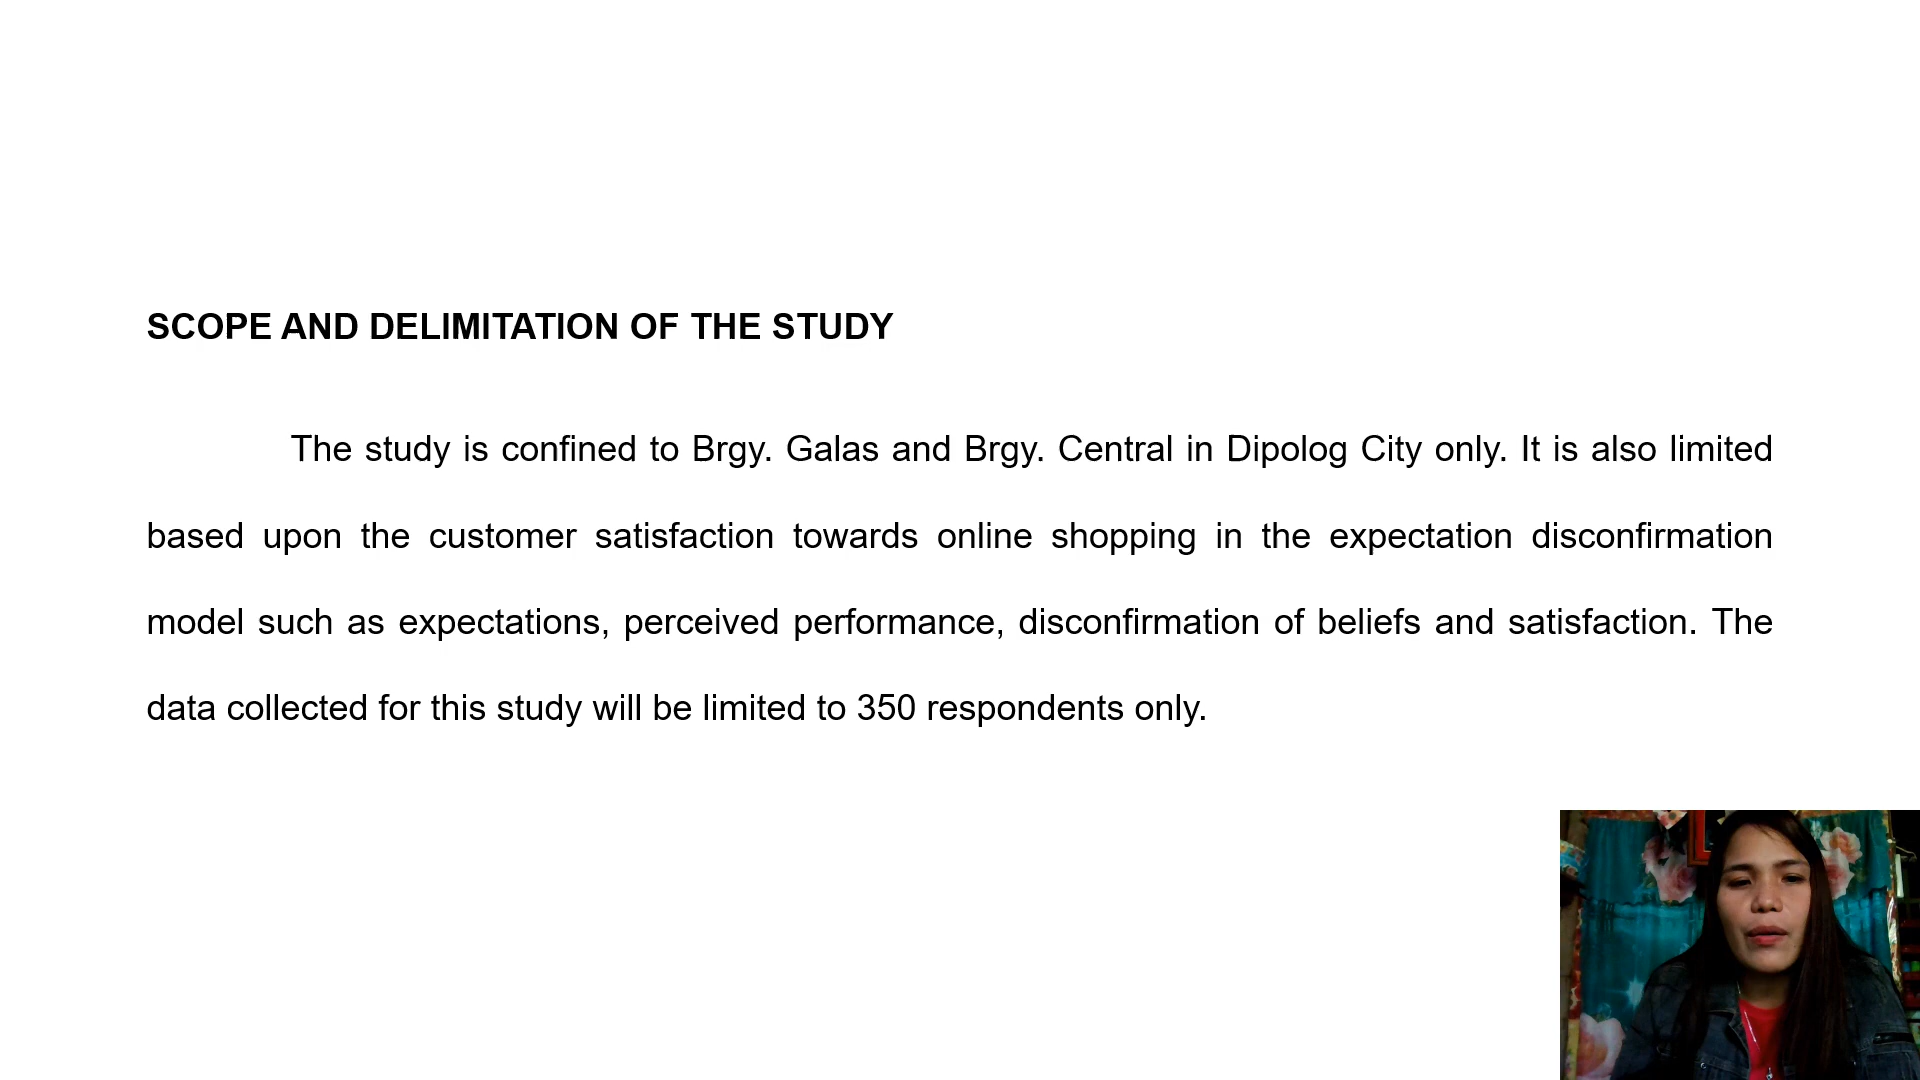 SCOPE AND DELIMITATION OF THE STUDY
The study is confined to Brgy. Galas and Brgy. Central in Dipolog City only. It is also limited
based upon the customer satisfaction towards online shopping in the expectation disconfirmation
model such as expectations, perceived performance, disconfirmation of beliefs and satisfaction. The
data collected for this study will be limited to 350 respondents only.